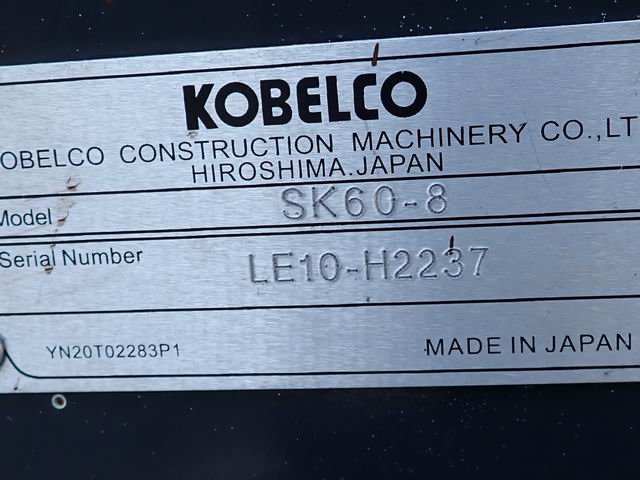 KOBELCO
OBELCO CONSTRUCTION MACHINERY CO.,LT
HIROSHIMA.JAPAN
Model SK60-8
Serial Number LE10-H2237
YN20T02283P1 MADE IN JAPAN